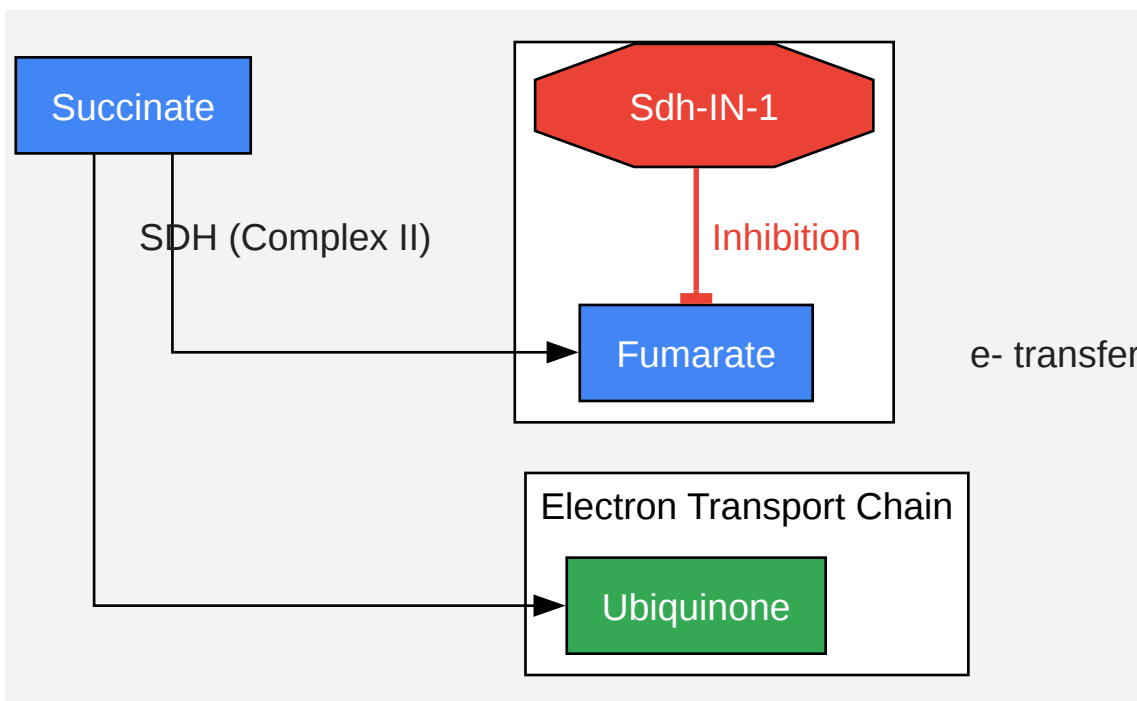 Succinate
Sdh-IN-1
SDH (Complex II)
Inhibition
Fumarate
e- transfer
Electron Transport Chain
Ubiquinone